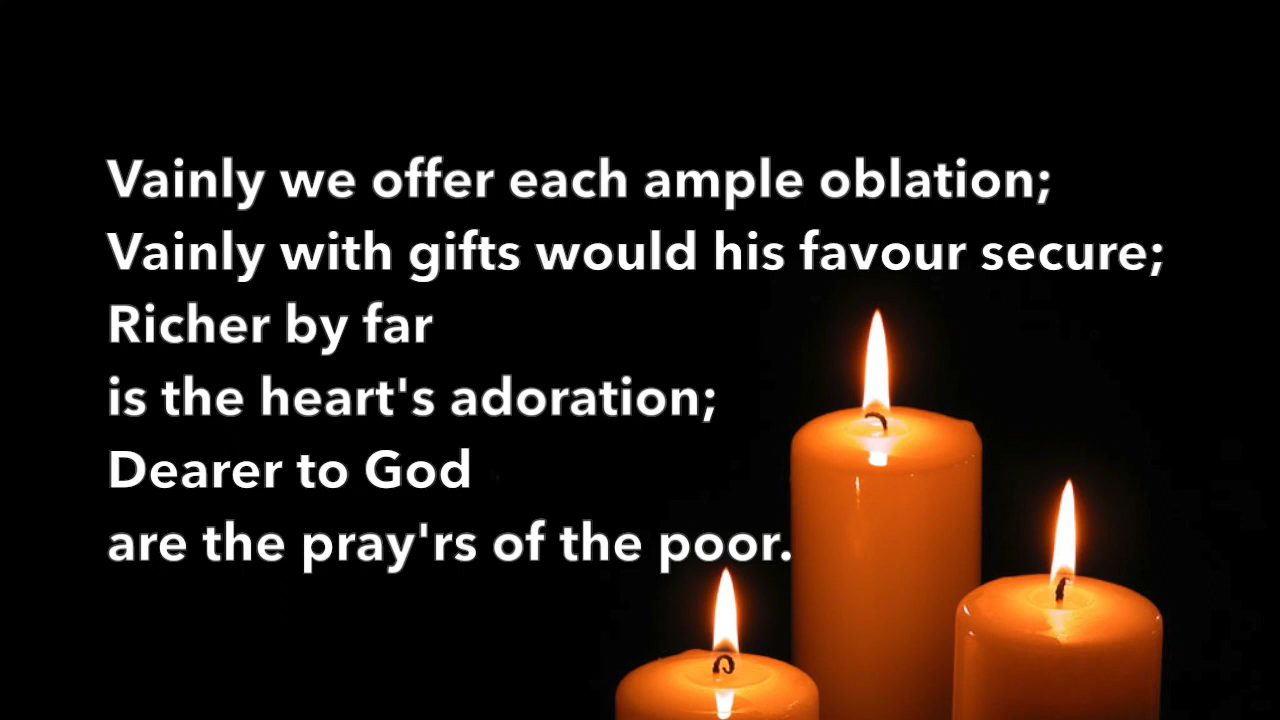 Vainly we offer each ample oblation;
Vainly with gifts would his favour secure;
Richer by far
is the heart's adoration;
Dearer to God
are the pray'rs of the poor.